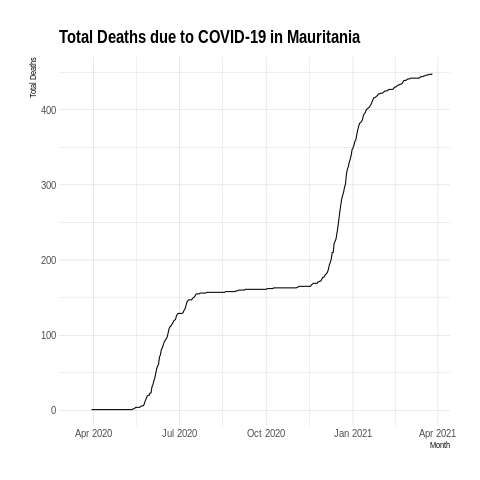 Total Deaths due to COVID-19 in Mauritania
Total Deaths
400
300
200
100
0
Apr 2020 Jul 2020 Oct 2020 Jan 2021 Apr 2021
Month